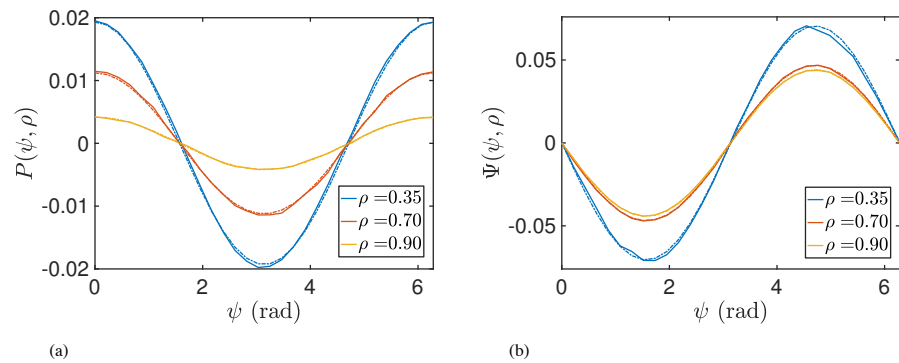 0.02
0.01
0
-0.01
-0.02
P(ψ, ρ)
0 2 4 6
ψ (rad)
ρ =0.35
ρ =0.70
ρ =0.90
(a)
0.05
0
-0.05
Ψ(ψ, ρ)
0 2 4 6
ψ (rad)
ρ =0.35
ρ =0.70
ρ =0.90
(b)